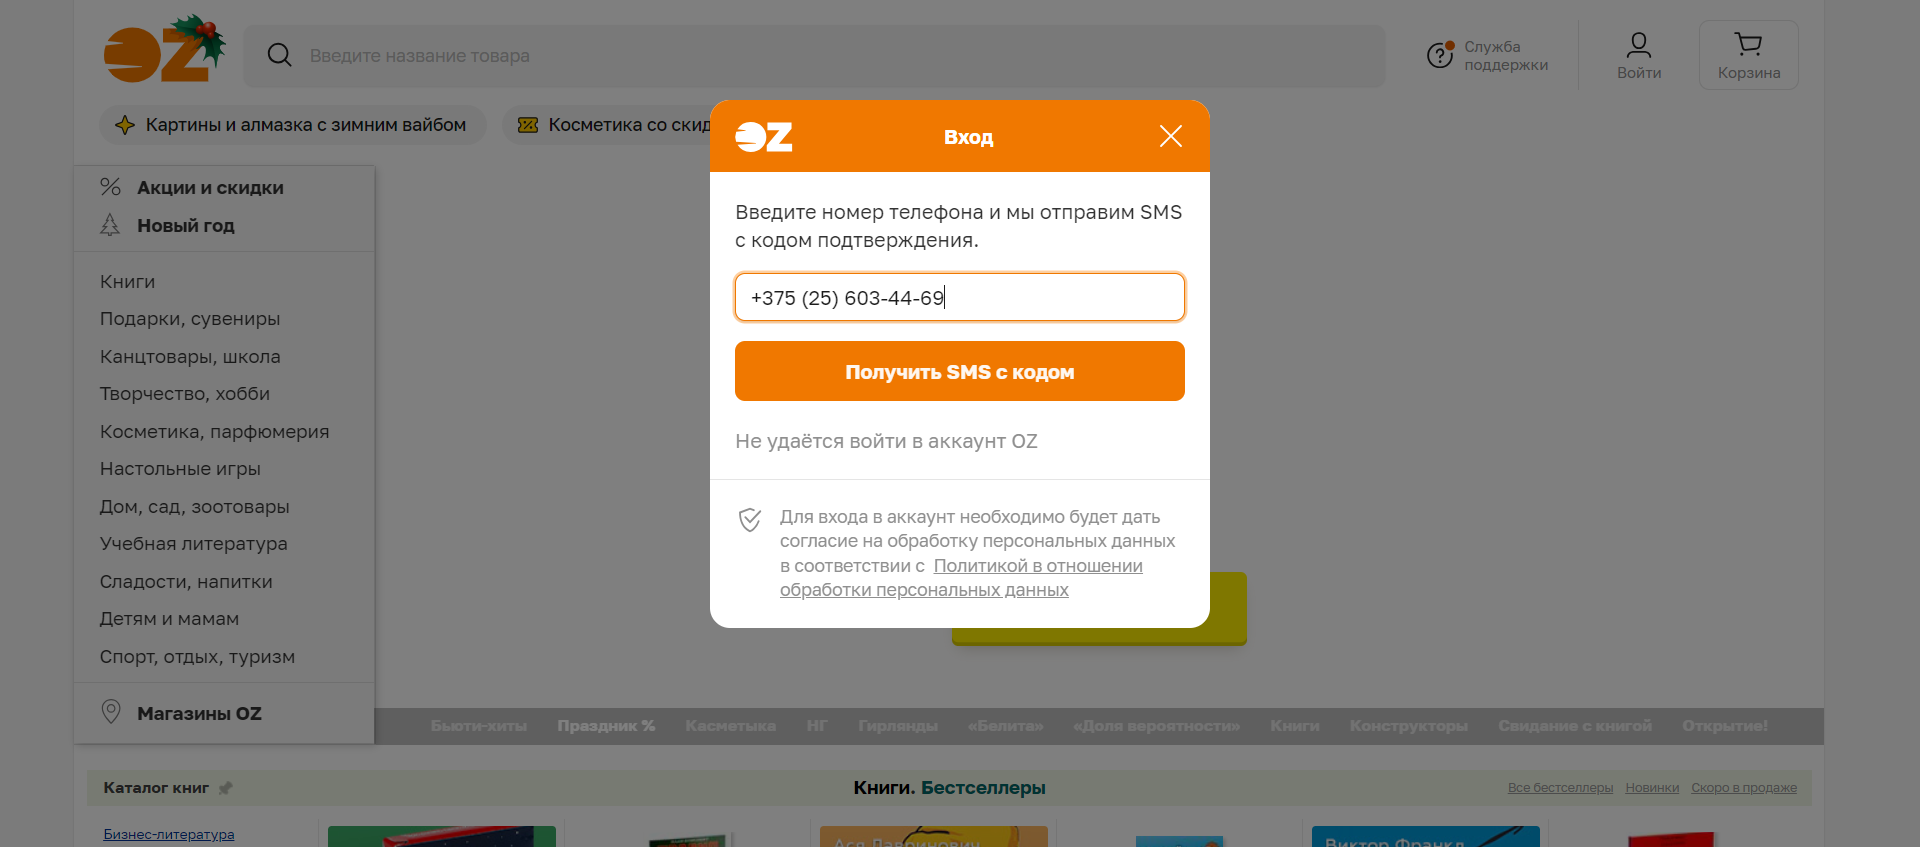 OZ
Введите название товара
Служба
поддержки
Войти
Корзина
Картины и алмазка с зимним вайбом
Косметика со скид
OZ
Вход
Введите номер телефона и мы отправим SMS
с кодом подтверждения.
+375 (25) 603-44-69
Получить SMS с кодом
Не удаётся войти в аккаунт OZ
Для входа в аккаунт необходимо будет дать
согласие на обработку персональных данных
в соответствии с Политикой в отношении
обработки персональных данных
Акции и скидки
Новый год
Книги
Подарки, сувениры
Канцтовары, школа
Творчество, хобби
Косметика, парфюмерия
Настольные игры
Дом, сад, зоотовары
Учебная литература
Сладости, напитки
Детям и мамам
Спорт, отдых, туризм
Магазины OZ
Бьюти-хиты Праздник % Касметыка НГ Гирлянды «Белита» «Доля вероятности» Книги Конструкторы Свидание с книгой Открытие!
Каталог книг
Книги. Бестселлеры
Все бестселлеры Новинки Скоро в продаже
Бизнес-литература
Ася Лавринович
Виктор Франкл